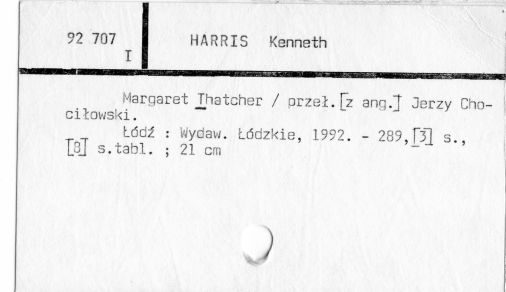 92 707
I
HARRIS Kenneth
Margaret Thatcher / przeł.[z ang.] Jerzy Cho-
ciłowski.
Łódź : Wydaw. Łódzkie, 1992. - 289,[3] s.,
[8] s.tabl. ; 21 cm